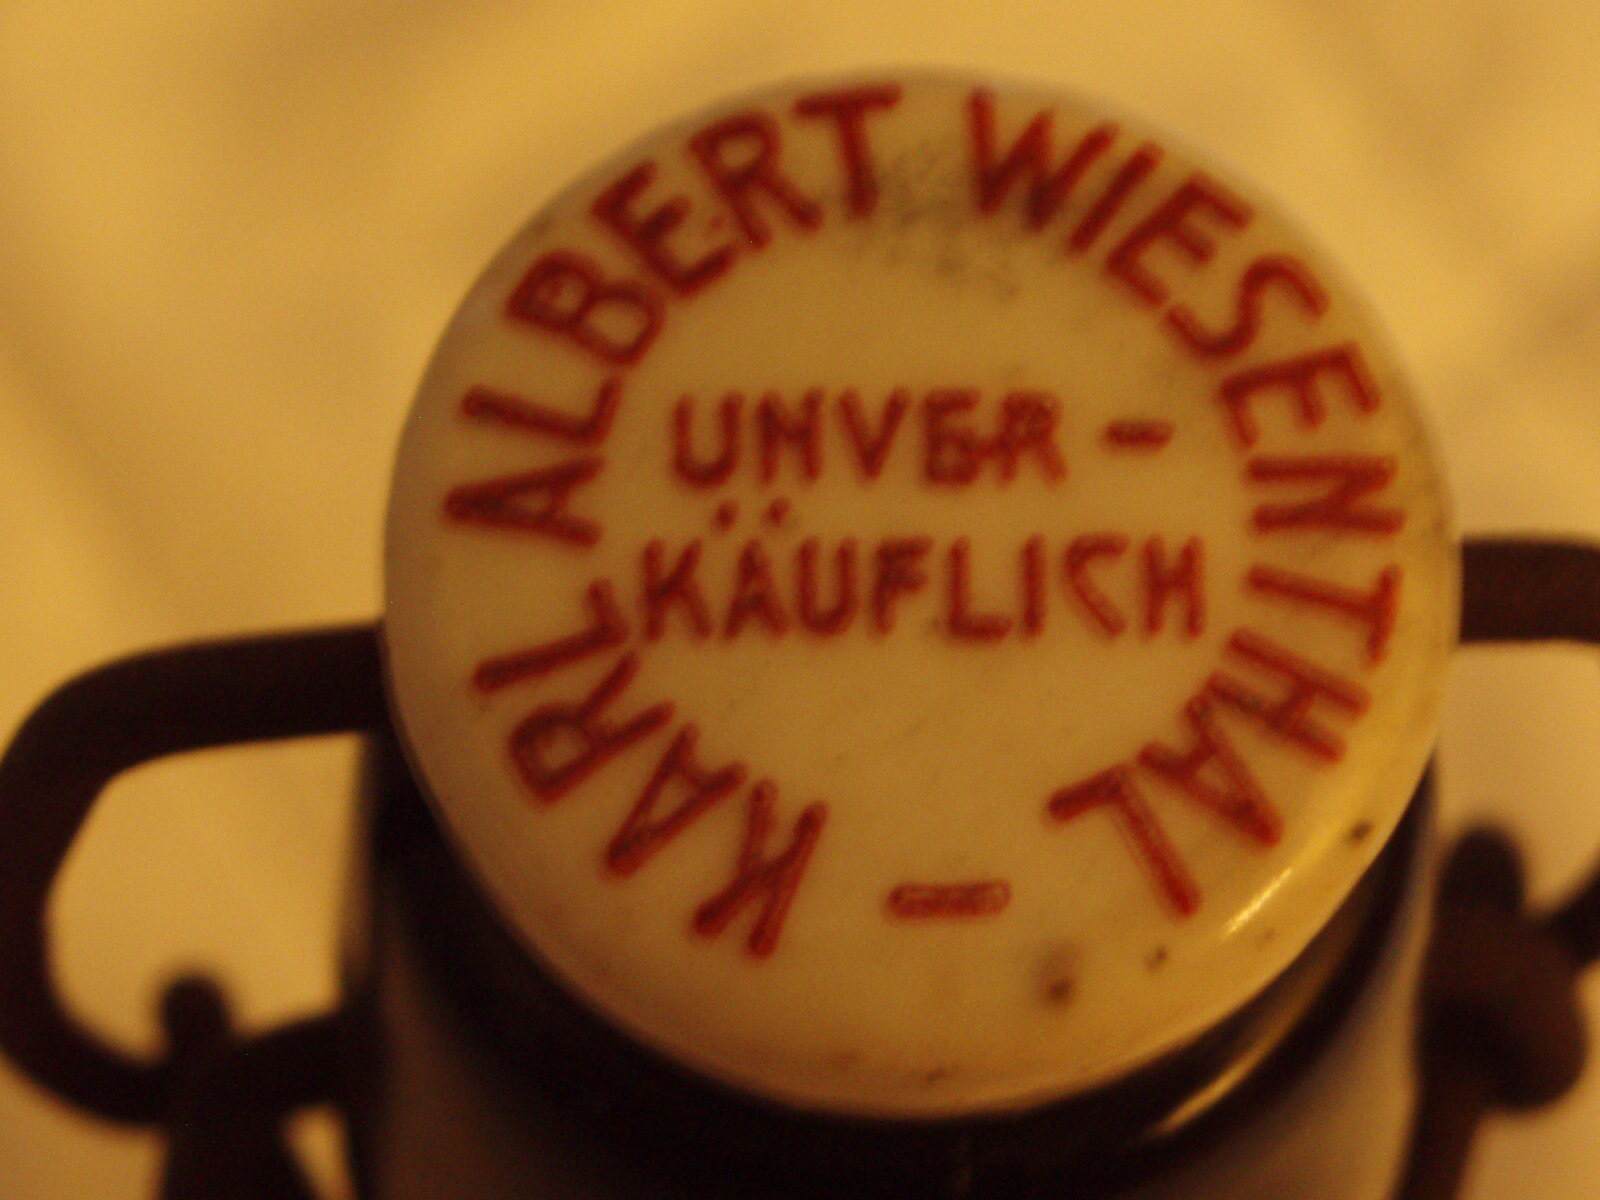 KARL ALBERT WIESENTHAL –
UNVER-
KÄUFLICH